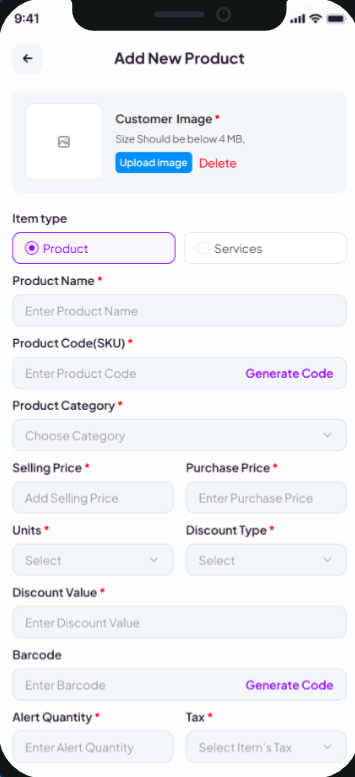 9:41
Add New Product
Customer Image *
Size Should be below 4 MB,
Upload image Delete
Item type
Product Services
Product Name *
Enter Product Name
Product Code(SKU) *
Enter Product Code Generate Code
Product Category *
Choose Category
Selling Price * Purchase Price *
Add Selling Price Enter Purchase Price
Units * Discount Type *
Select Select
Discount Value *
Enter Discount Value
Barcode
Enter Barcode Generate Code
Alert Quantity * Tax *
Enter Alert Quantity Select Item's Tax